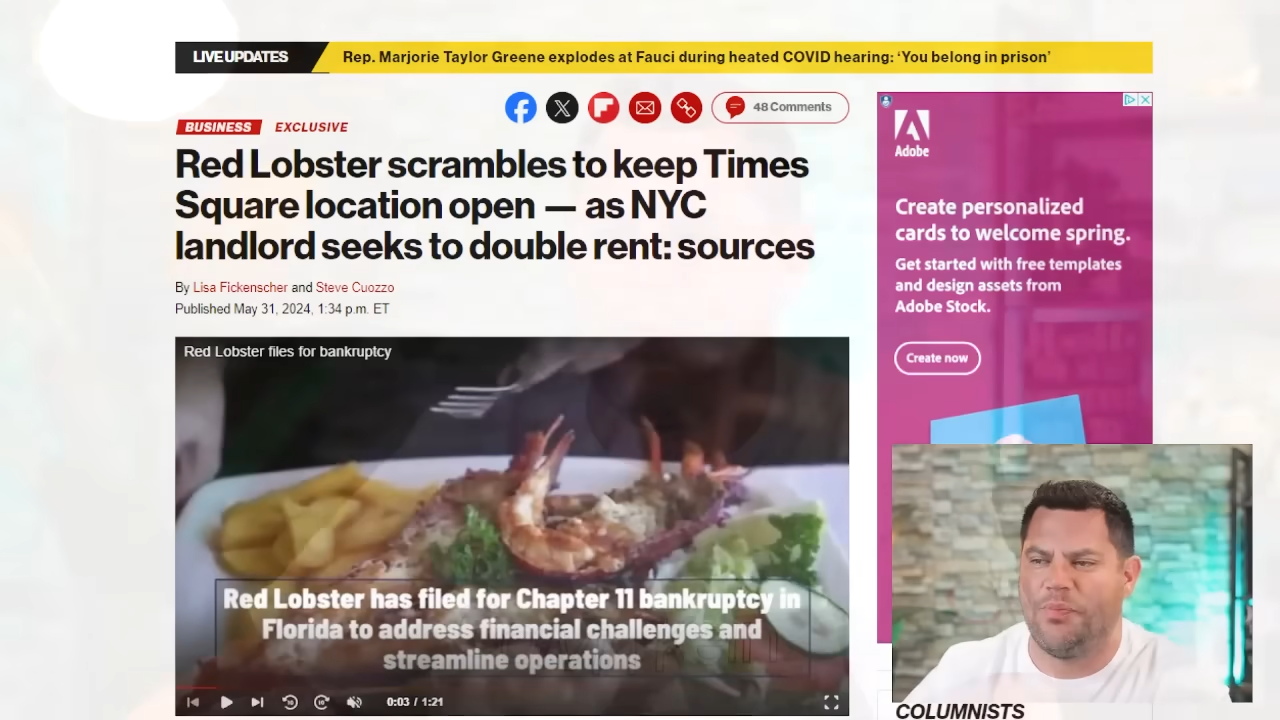 LIVE UPDATES
Rep. Marjorie Taylor Greene explodes at Fauci during heated COVID hearing: ‘You belong in prison’
48 Comments
BUSINESS EXCLUSIVE
Red Lobster scrambles to keep Times
Square location open — as NYC
landlord seeks to double rent: sources
By Lisa Fickenscher and Steve Cuozzo
Published May 31, 2024, 1:34 p.m. ET
Red Lobster files for bankruptcy
Red Lobster has filed for Chapter 11 bankruptcy in
Florida to address financial challenges and
streamline operations
0:03 / 1:21
Adobe
Create personalized
cards to welcome spring.
Get started with free templates
and design assets from
Adobe Stock.
Create now
COLUMNISTS